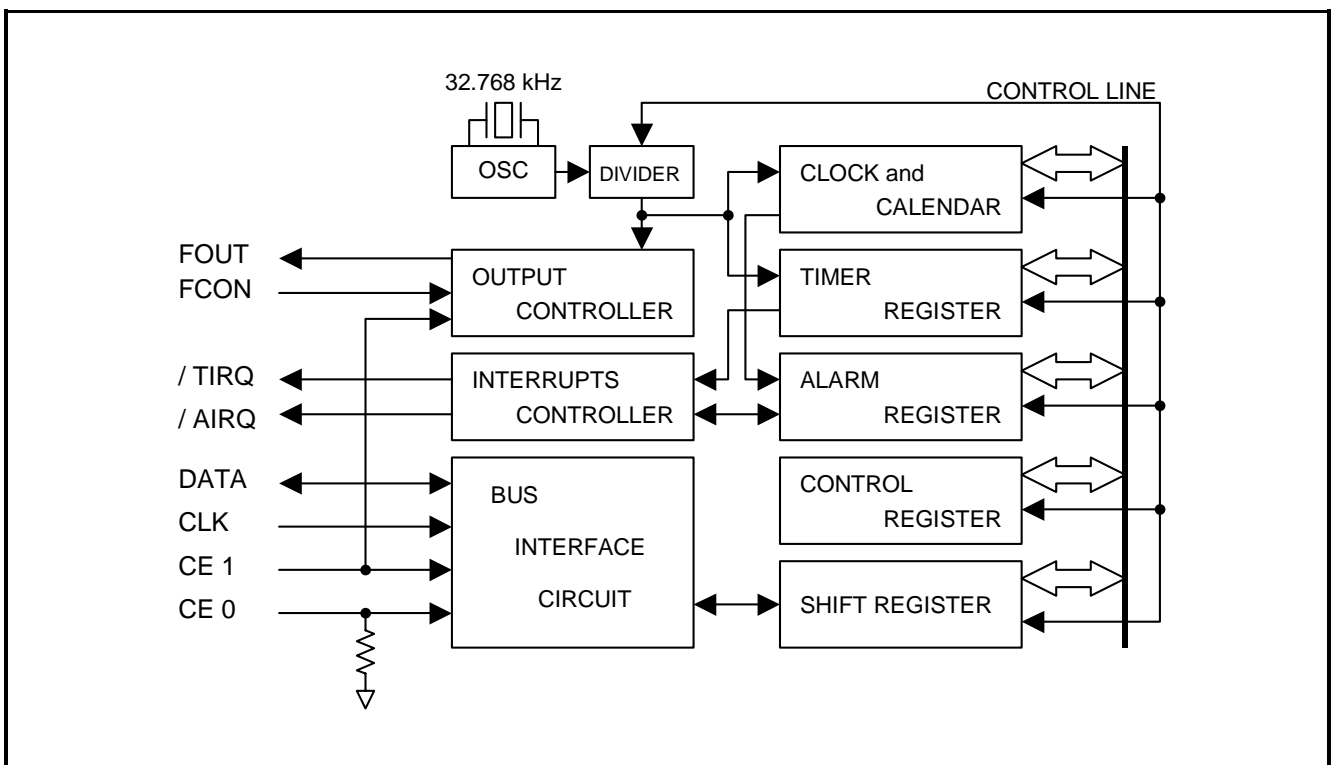 32.768 kHz
CONTROL LINE
OSC
DIVIDER
CLOCK and
CALENDAR
FOUT
FCON
OUTPUT
CONTROLLER
TIMER
REGISTER
/ TIRQ
/ AIRQ
INTERRUPTS
CONTROLLER
ALARM
REGISTER
DATA
CLK
CE 1
CE 0
BUS
INTERFACE
CIRCUIT
CONTROL
REGISTER
SHIFT REGISTER